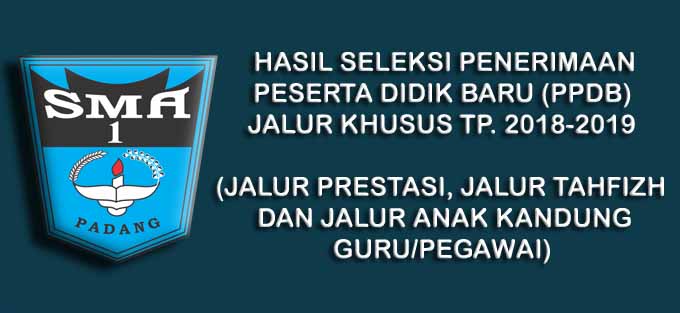 SMA
1
PADANG
HASIL SELEKSI PENERIMAAN
PESERTA DIDIK BARU (PPDB)
JALUR KHUSUS TP. 2018-2019
(JALUR PRESTASI, JALUR TAHFIZH
DAN JALUR ANAK KANDUNG
GURU/PEGAWAI)